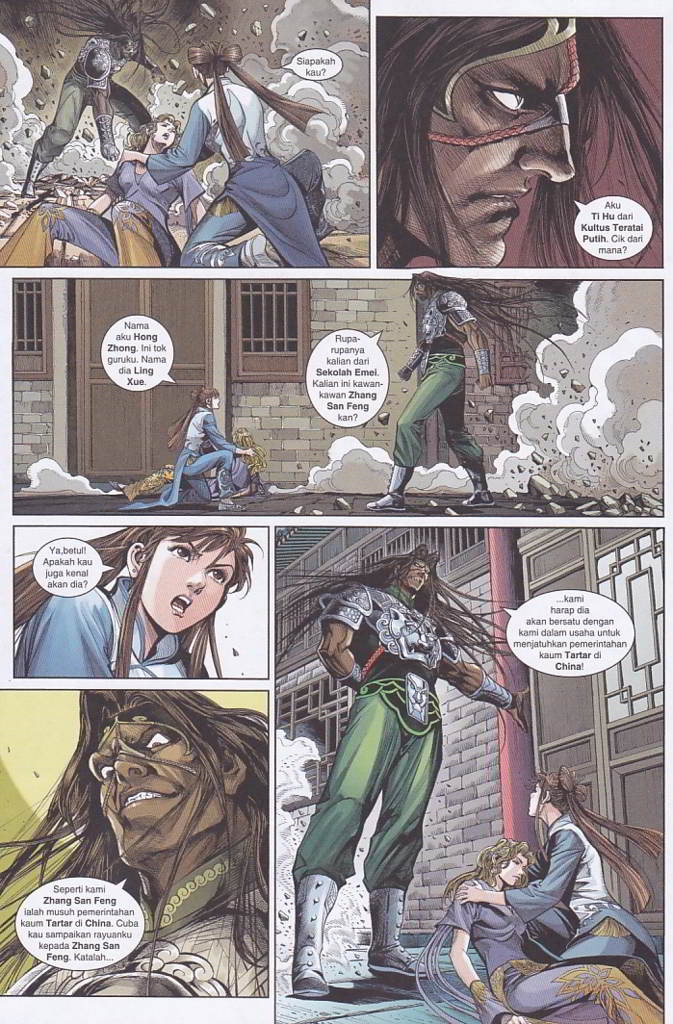 Siapakah
kau?
Aku
Ti Hu dari
Kultus Teratai
Putih. Cik dari
mana?
Nama
aku Hong
Zhong. Ini tok
guruku. Nama
dia Ling
Xue.
Rupa-
rupanya
kalian dari
Sekolah Emei.
Kalian ini kawan-
kawan Zhang
San Feng
kan?
Ya,betul!
Apakah kau
juga kenal
akan dia?
Seperti kami
Zhang San Feng
ialah musuh pemerintahan
kaum Tartar di China. Cuba
kau sampaikan rayuanku
kepada Zhang San
Feng. Katalah...
...kami
harap dia
akan bersatu dengan
kami dalam usaha untuk
menjatuhkan pemerintahan
kaum Tartar di
China!